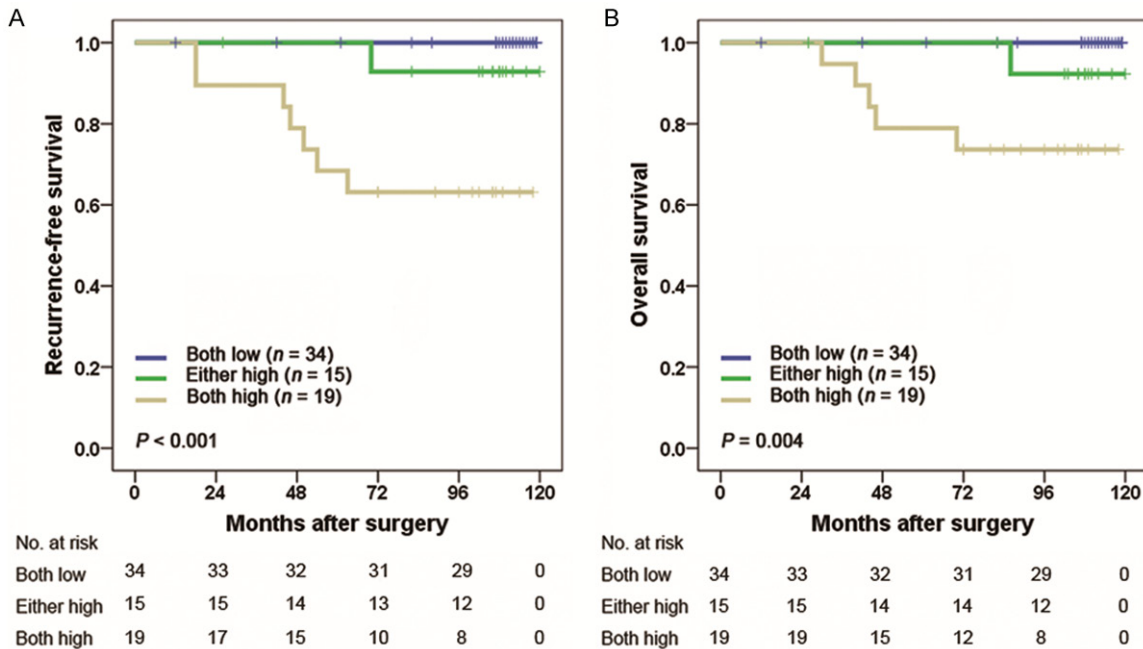 A
Recurrence-free survival
1.0
0.8
0.6
0.4
0.2
0.0
Both low (n = 34)
Either high (n = 15)
Both high (n = 19)
P < 0.001
0 24 48 72 96 120
Months after surgery
No. at risk
Both low 34 33 32 31 29 0
Either high 15 15 14 13 12 0
Both high 19 17 15 10 8 0
B
Overall survival
1.0
0.8
0.6
0.4
0.2
0.0
Both low (n = 34)
Either high (n = 15)
Both high (n = 19)
P = 0.004
0 24 48 72 96 120
Months after surgery
No. at risk
Both low 34 33 32 31 29 0
Either high 15 15 14 14 12 0
Both high 19 19 15 12 8 0